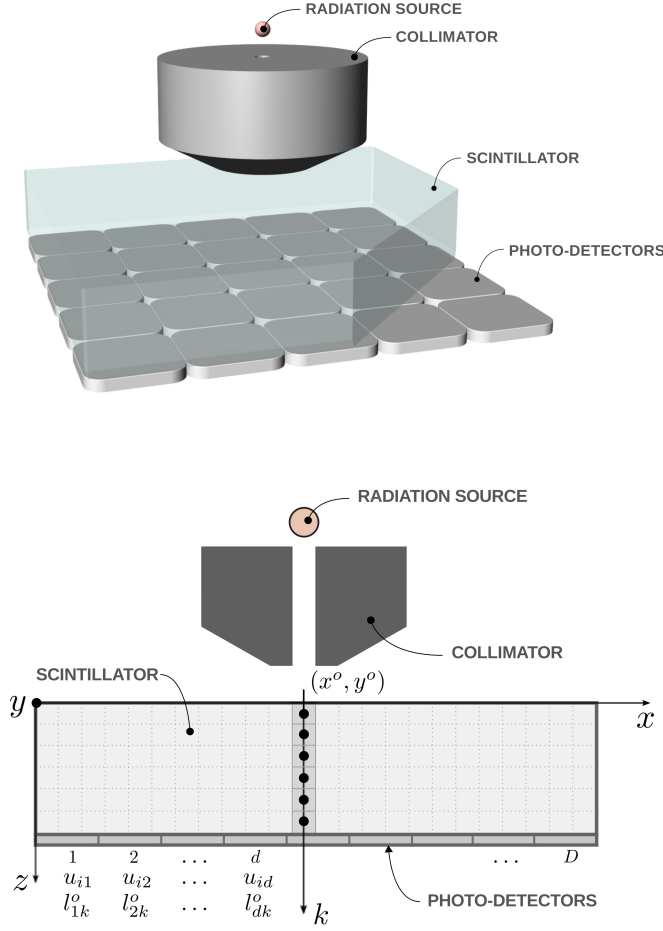 RADIATION SOURCE
COLLIMATOR
SCINTILLATOR
PHOTO-DETECTORS
RADIATION SOURCE
COLLIMATOR
SCINTILLATOR
(x^o, y^o)
y
x
1 2 ... d ... D
z u_{i1} u_{i2} ... u_{id}
PHOTO-DETECTORS
l^o_{1k} l^o_{2k} ... l^o_{dk} k